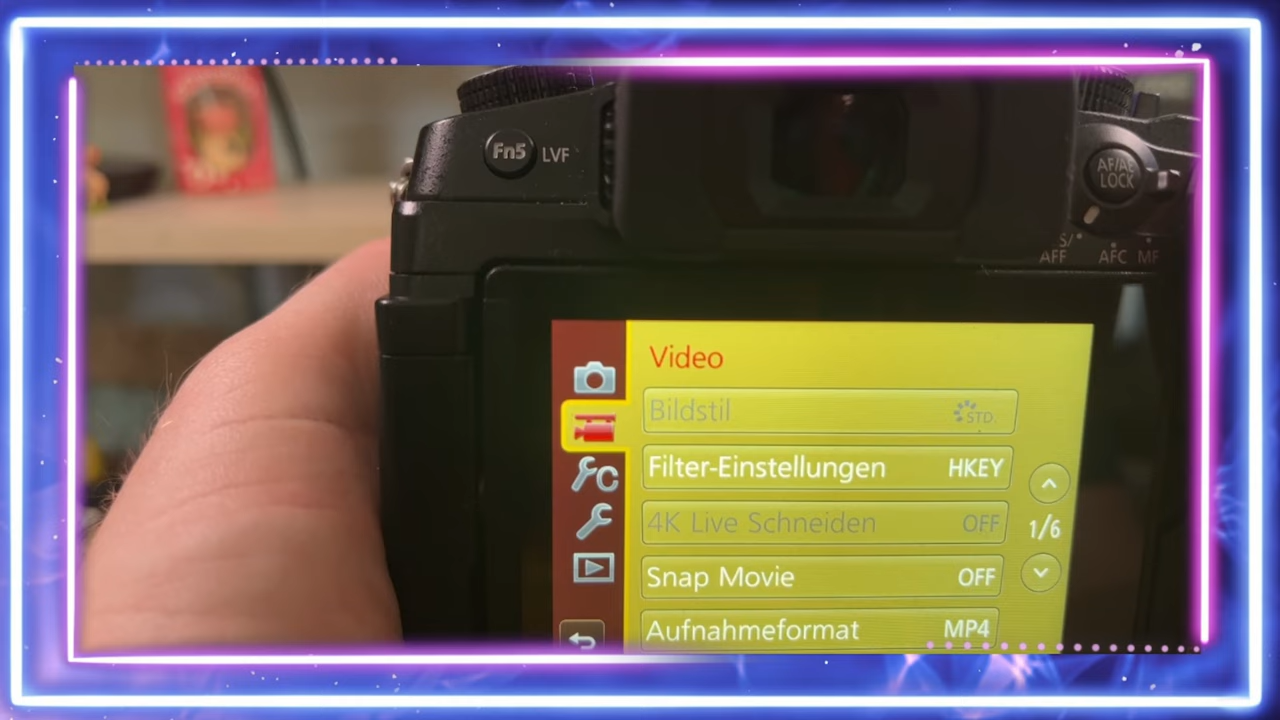 Fn5 LVF
AF/AE
LOCK
S/
AFF AFC MF
Video
Bildstil STD.
Filter-Einstellungen HKEY
4K Live Schneiden OFF
1/6
Snap Movie OFF
Aufnahmeformat MP4
C